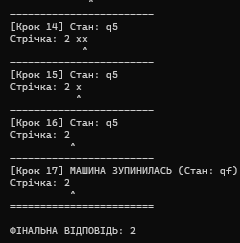 ^
------------------------
[Крок 14] Стан: q5
Стрічка: 2 xx
^
------------------------
[Крок 15] Стан: q5
Стрічка: 2 x
^
------------------------
[Крок 16] Стан: q5
Стрічка: 2
^
------------------------
[Крок 17] МАШИНА ЗУПИНИЛАСЬ (Стан: qf)
Стрічка: 2
^
========================
ФІНАЛЬНА ВІДПОВІДЬ: 2